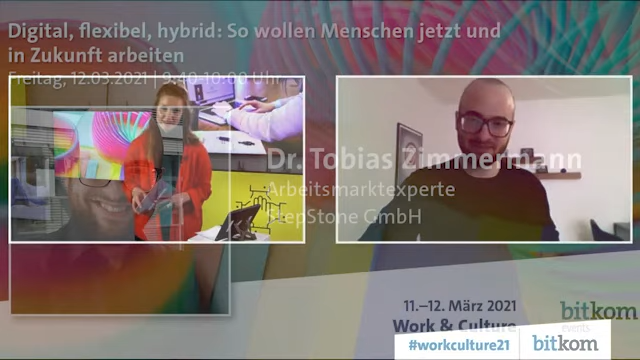 Digital, flexibel, hybrid: So wollen Menschen jetzt und
in Zukunft arbeiten
Freitag, 12.03.2021 | 9:40-10:00 Uhr
Dr. Tobias Zimmermann
Arbeitsmarktexperte
StepStone GmbH
11.–12. März 2021
bitkom
events
Work & Culture
#workculture21
bitkom